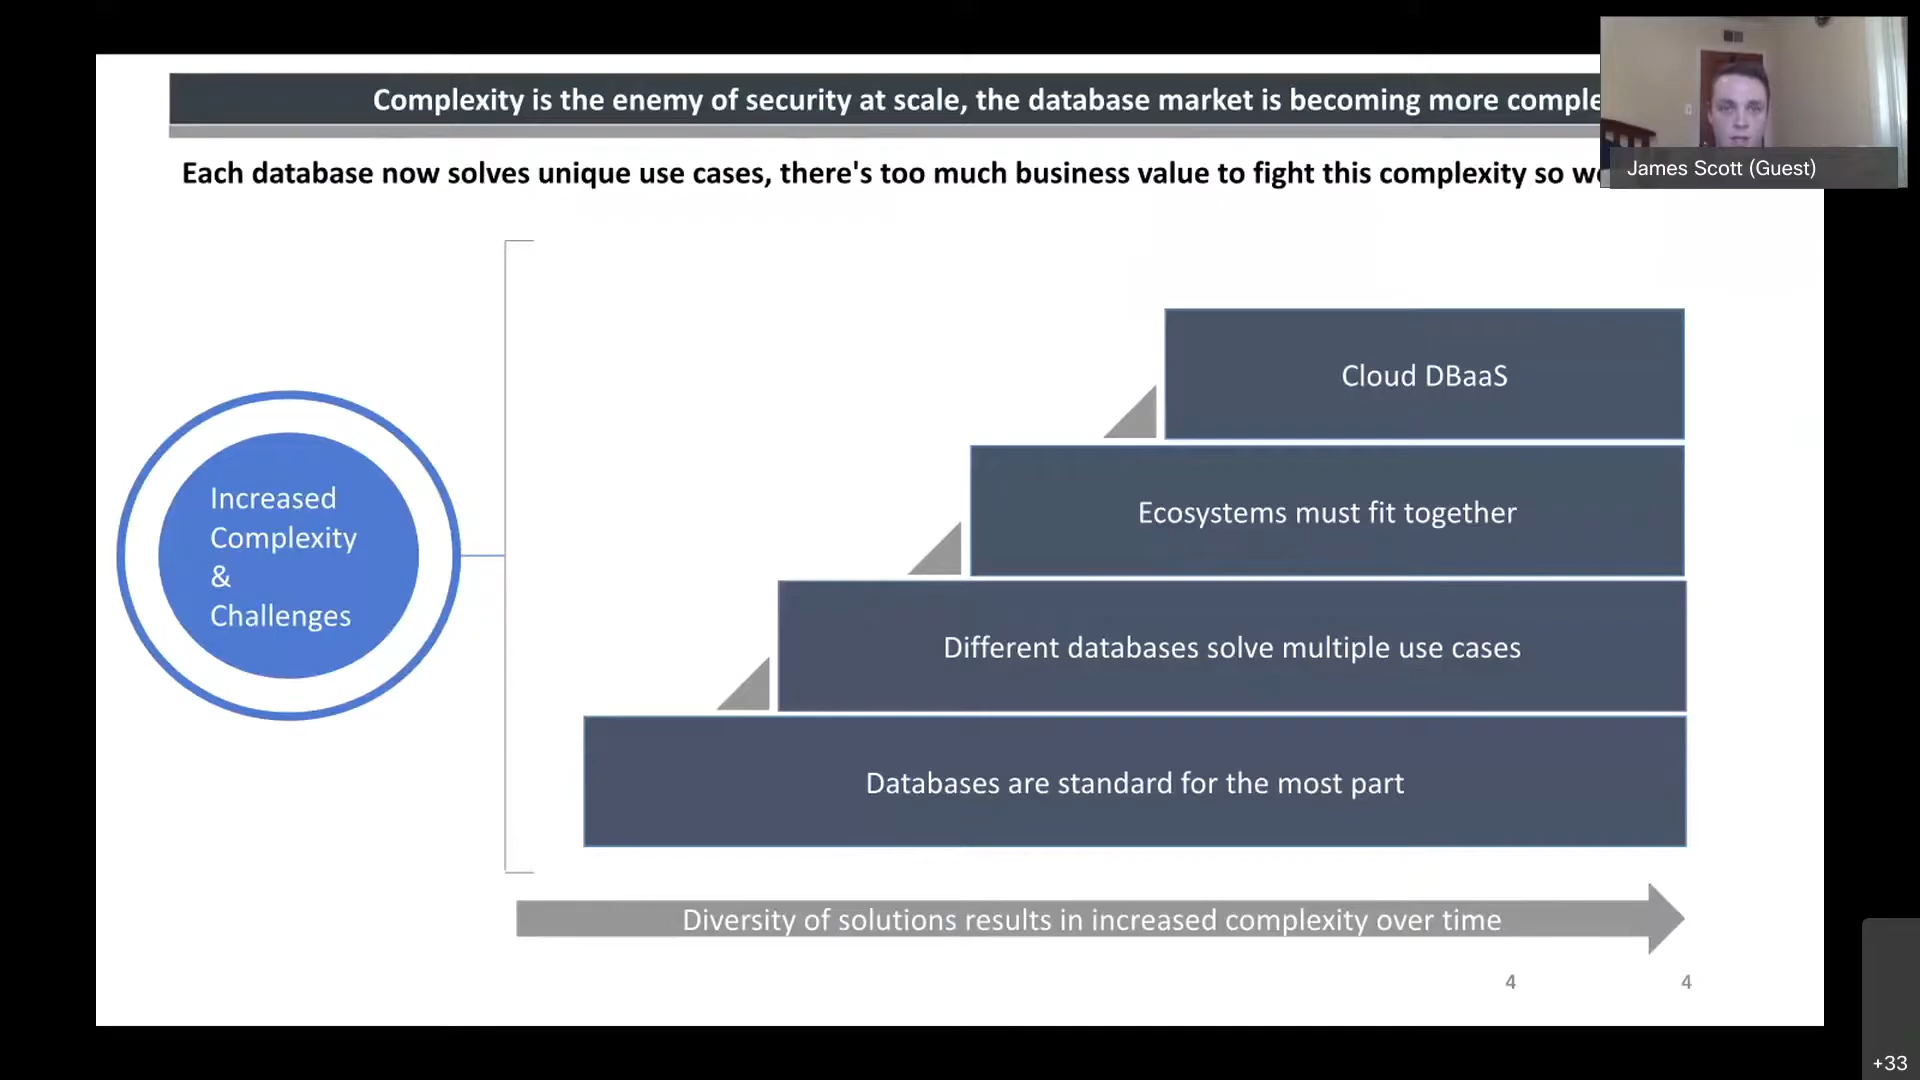 Complexity is the enemy of security at scale, the database market is becoming more comple
Each database now solves unique use cases, there's too much business value to fight this complexity so w
James Scott (Guest)
Cloud DBaaS
Ecosystems must fit together
Increased
Complexity
&
Challenges
Different databases solve multiple use cases
Databases are standard for the most part
Diversity of solutions results in increased complexity over time
4
4
+33